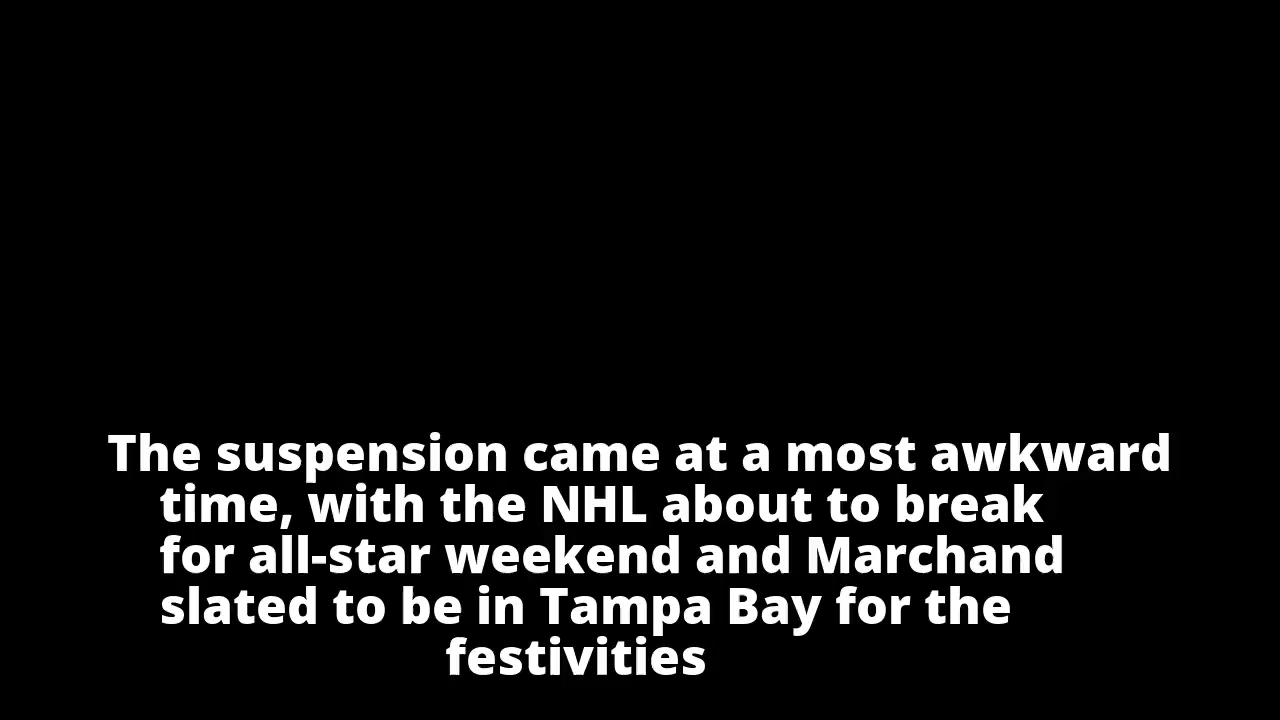 The suspension came at a most awkward
time, with the NHL about to break
for all-star weekend and Marchand
slated to be in Tampa Bay for the
festivities